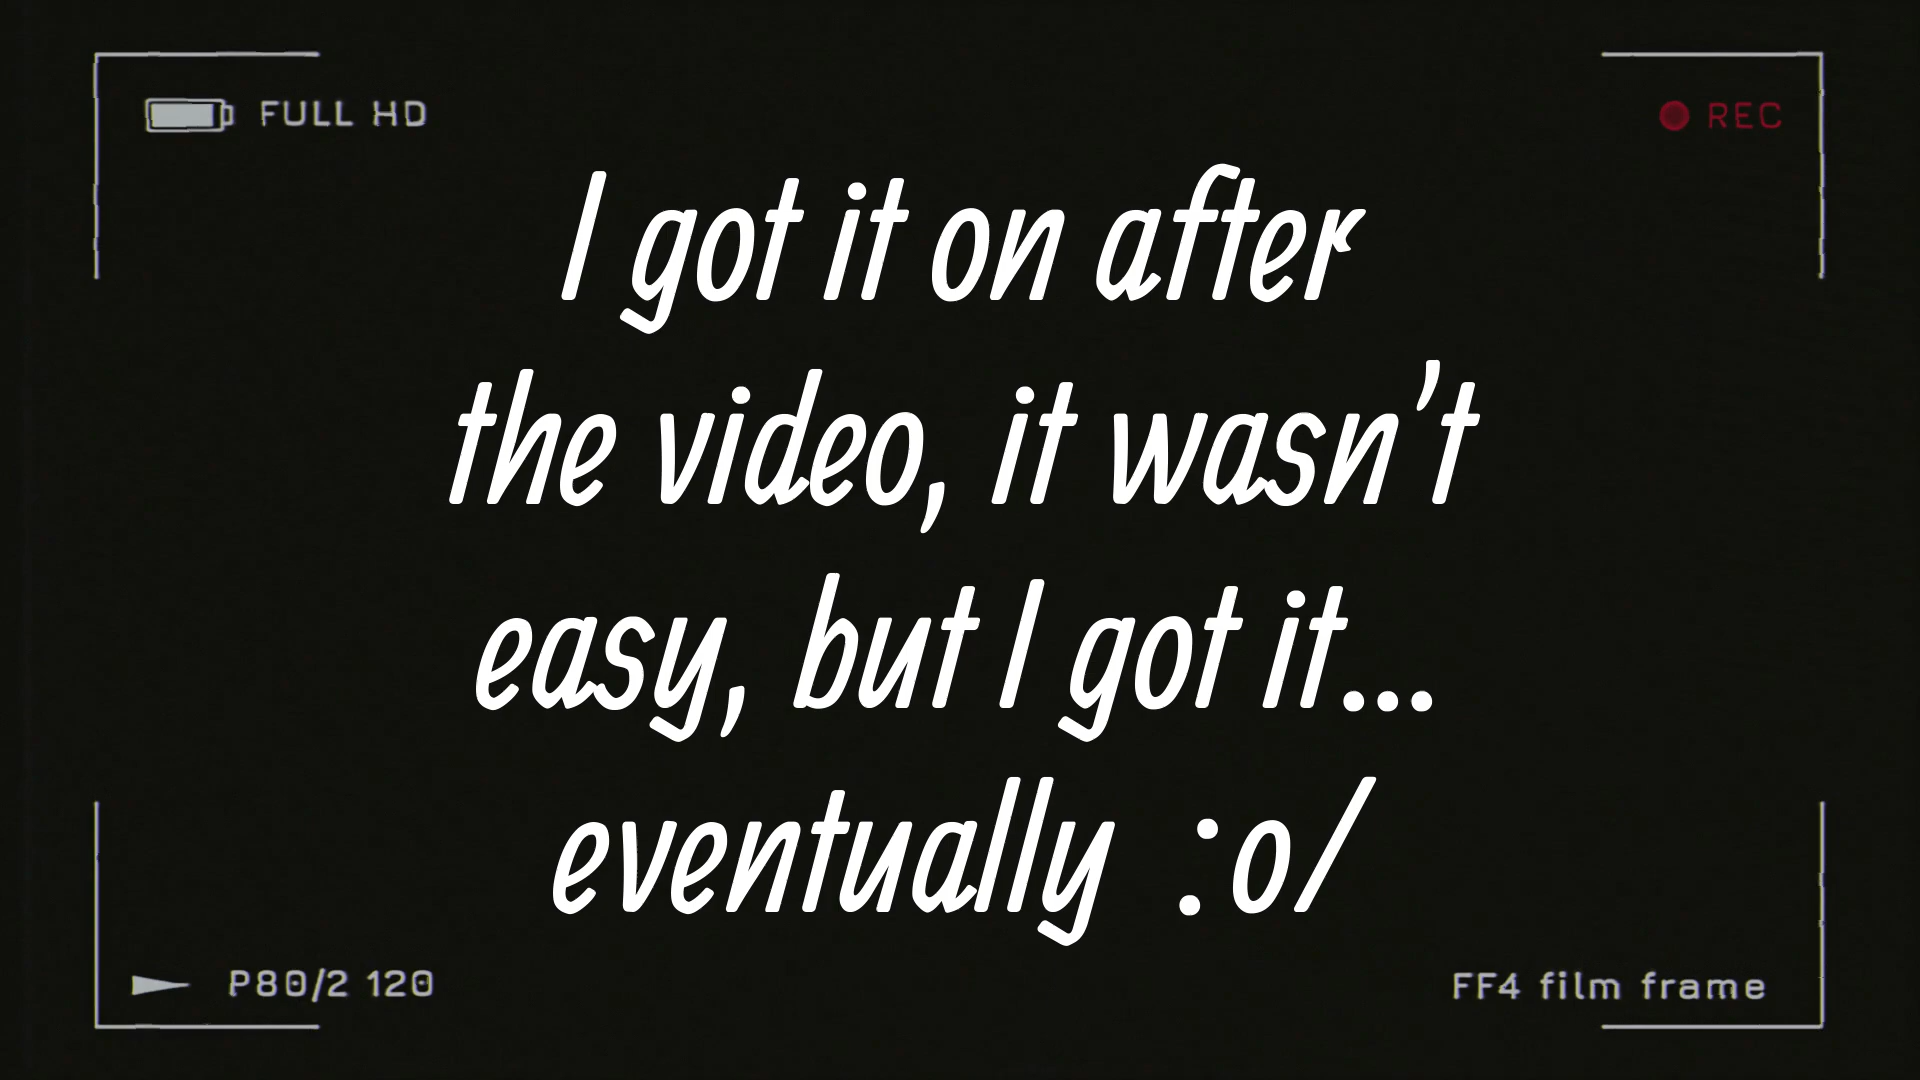 FULL HD
REC
I got it on after
the video, it wasn't
easy, but I got it...
eventually :o/
P80/2 120
FF4 film frame